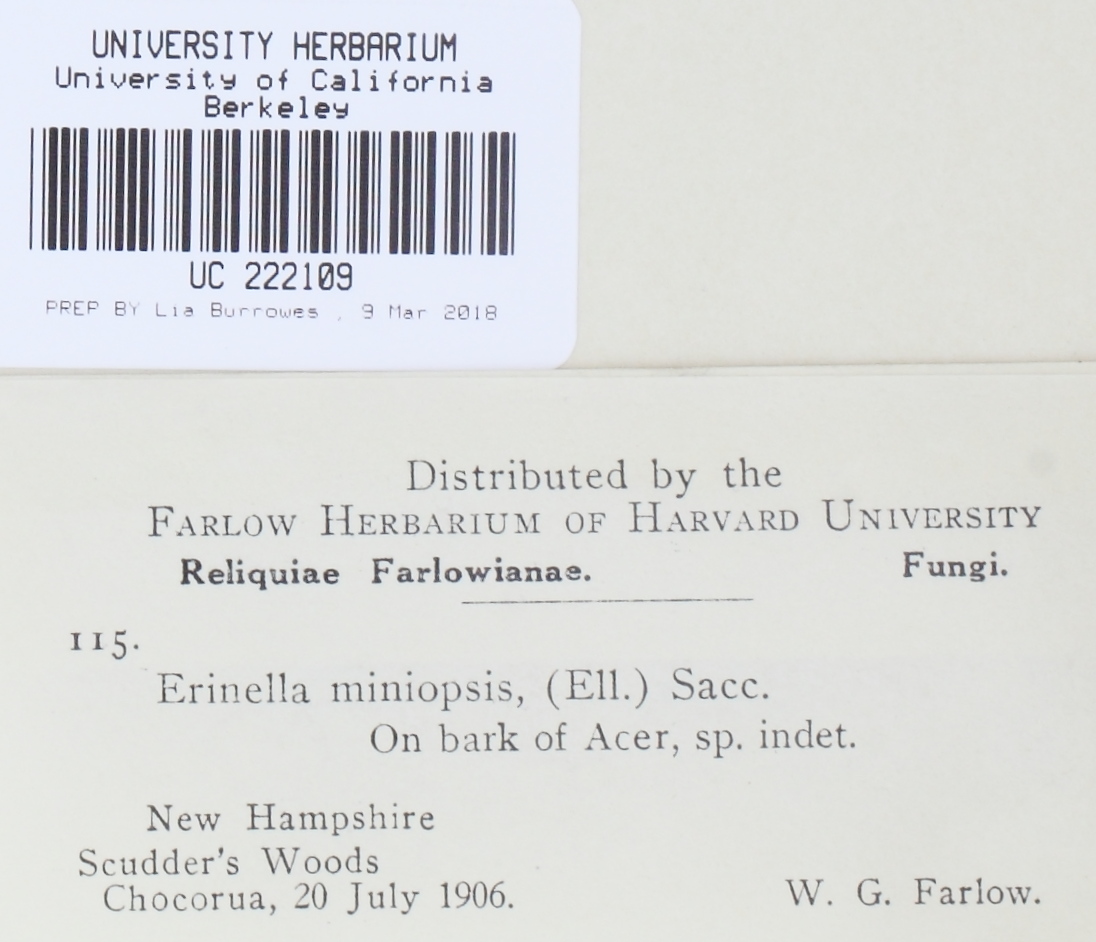 UNIVERSITY HERBARIUM
University of California
Berkeley
UC 222109
PREP BY Lia Burrowes , 9 Mar 2018
Distributed by the
FARLOW HERBARIUM OF HARVARD UNIVERSITY
Reliquiae Farlowianae. Fungi.
115.
Erinella miniopsis, (Ell.) Sacc.
On bark of Acer, sp. indet.
New Hampshire
Scudder's Woods
Chocorua, 20 July 1906. W. G. Farlow.